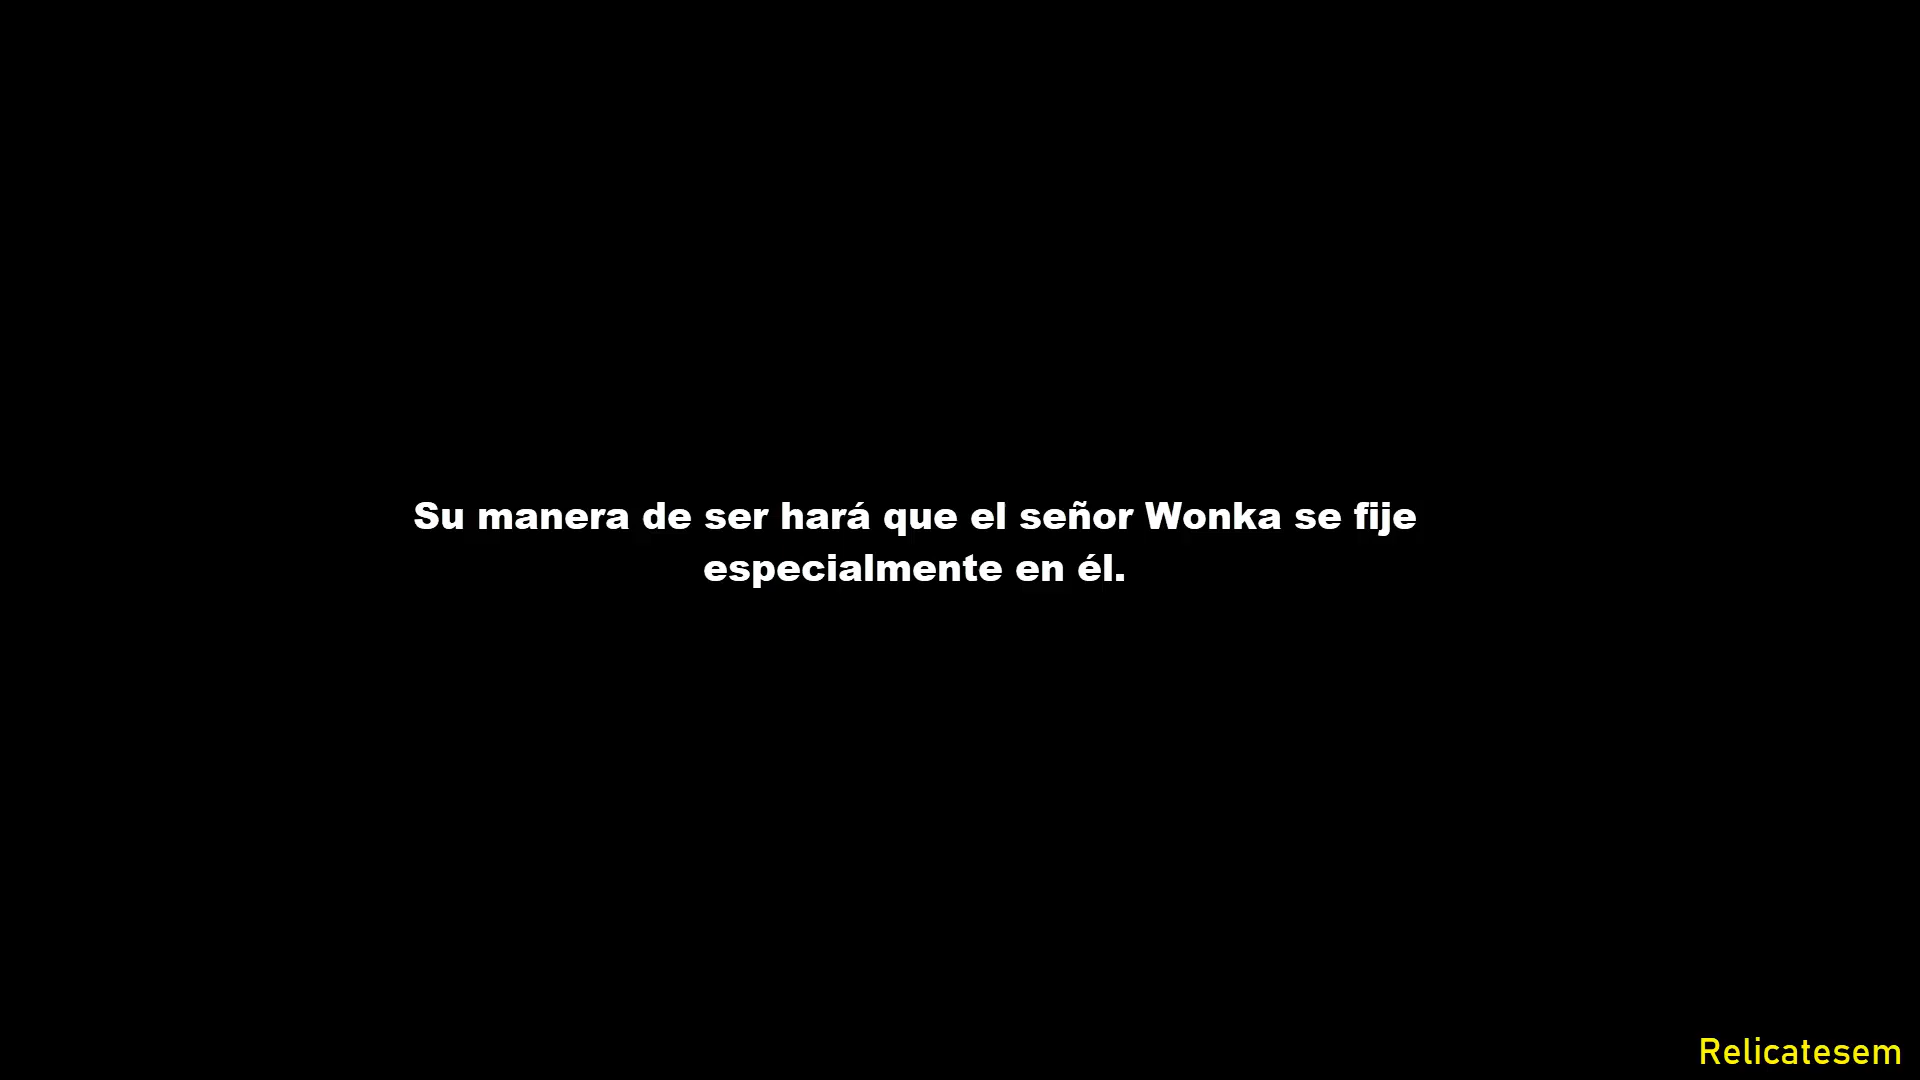 Su manera de ser hará que el señor Wonka se fije
especialmente en él.
Relicatesem